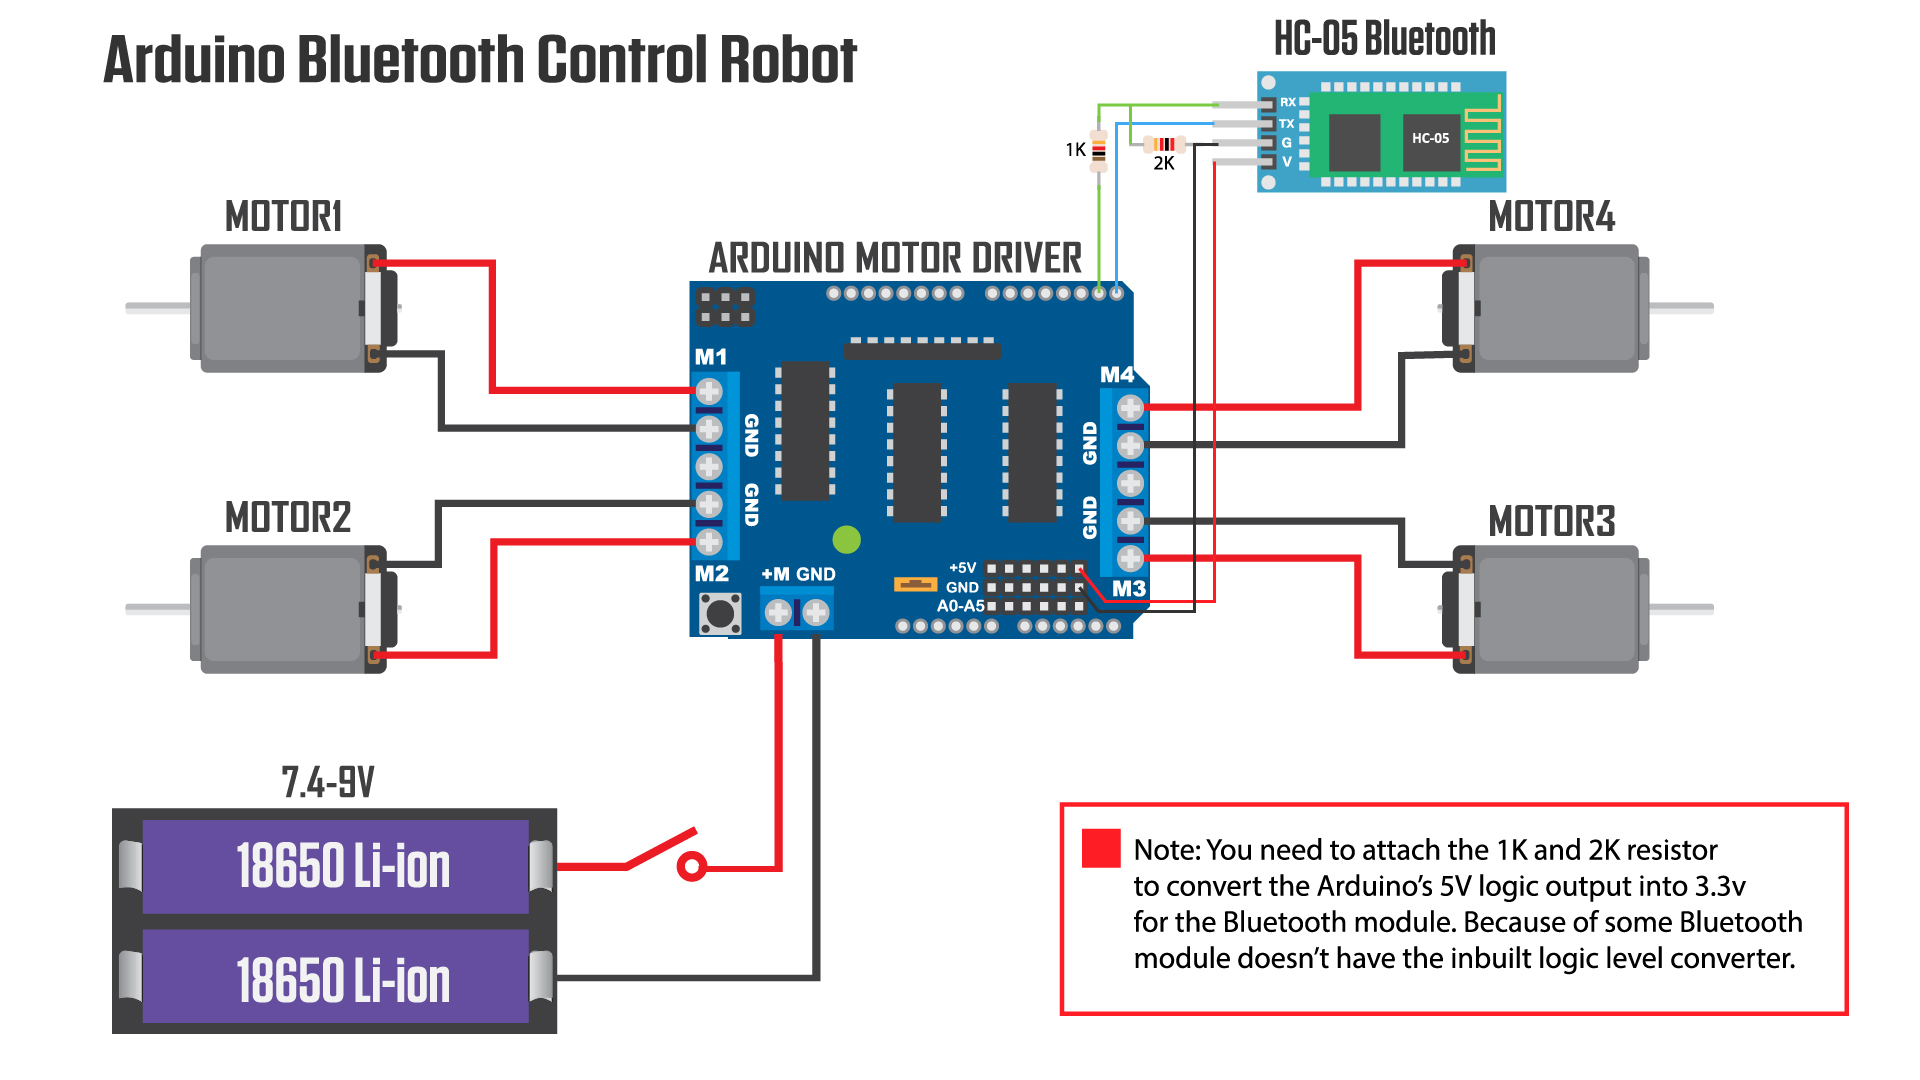 Arduino Bluetooth Control Robot
HC-05 Bluetooth
RX
TX
G
V
HC-05
1K
2K
MOTOR1
MOTOR4
ARDUINO MOTOR DRIVER
M1
M4
GND
GND
GND
GND
MOTOR2
MOTOR3
M2
+M GND
+5V
GND
A0-A5
M3
7.4-9V
18650 Li-ion
18650 Li-ion
Note: You need to attach the 1K and 2K resistor
to convert the Arduino’s 5V logic output into 3.3v
for the Bluetooth module. Because of some Bluetooth
module doesn’t have the inbuilt logic level converter.